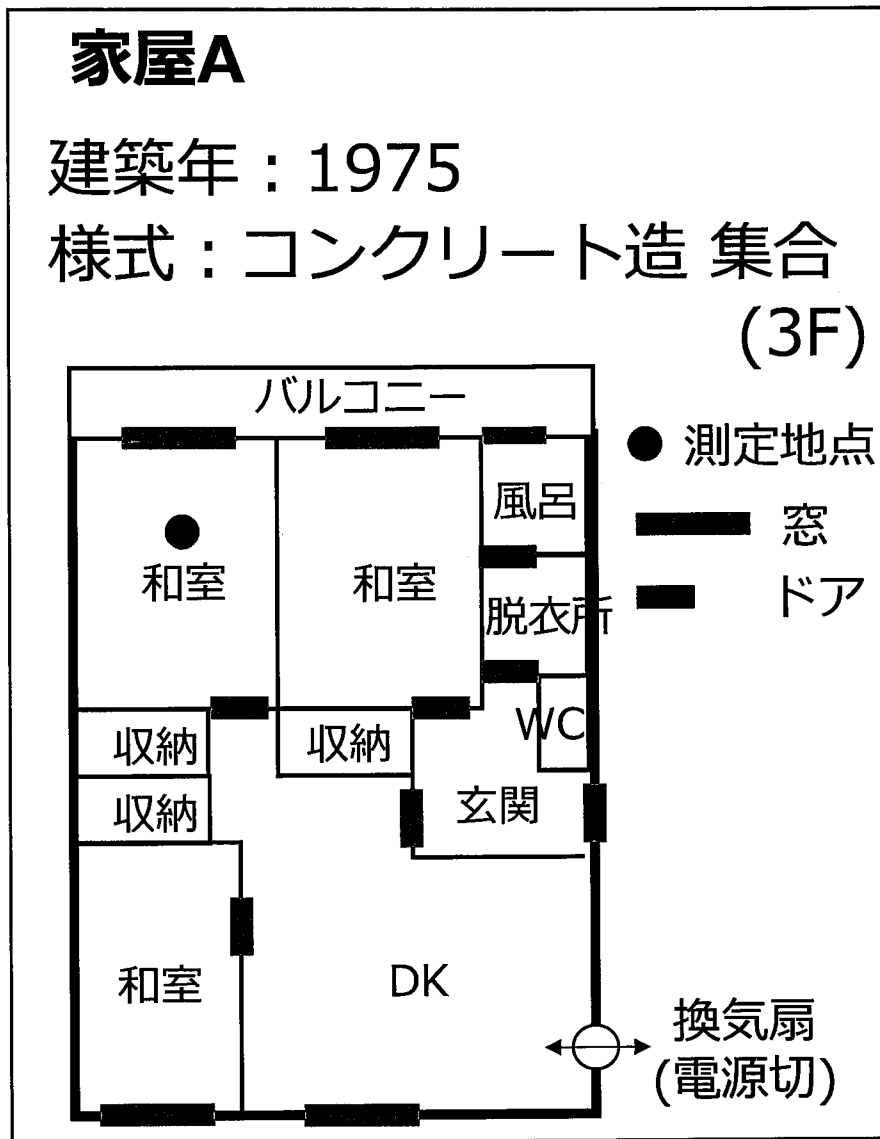 家屋A
建築年：1975
様式：コンクリート造 集合
(3F)
バルコニー
測定地点
窓
ドア
風呂
和室
和室
脱衣所
WC
収納
収納
玄関
収納
和室
DK
換気扇
(電源切)